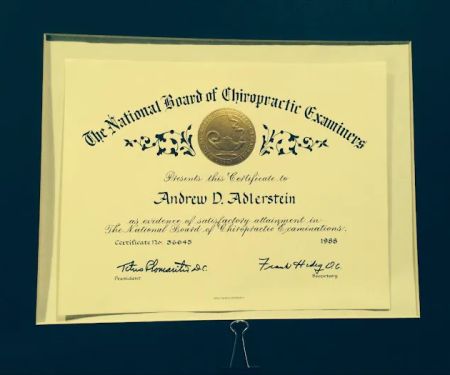 The National Board of Chiropractic Examiners
Presents this Certificate to
Andrew D. Adlerstein
as evidence of satisfactory attainment in
The National Board of Chiropractic Examinations.
Certificate No. 36645 1988
D.C. Frank
President Secretary